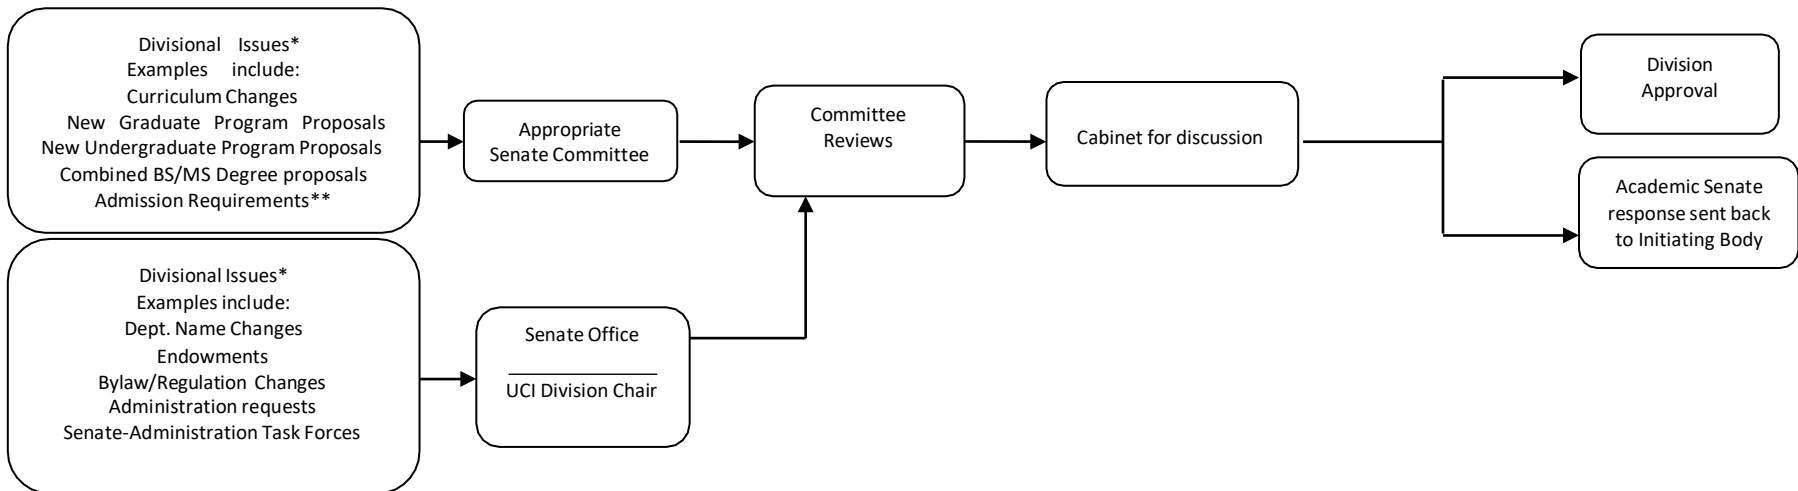 Divisional Issues*
Examples include:
Curriculum Changes
New Graduate Program Proposals
New Undergraduate Program Proposals
Combined BS/MS Degree proposals
Admission Requirements**
Appropriate
Senate Committee
Committee
Reviews
Cabinet for discussion
Division
Approval
Academic Senate
response sent back
to Initiating Body
Divisional Issues*
Examples include:
Dept. Name Changes
Endowments
Bylaw/Regulation Changes
Administration requests
Senate-Administration Task Forces
Senate Office
UCI Division Chair